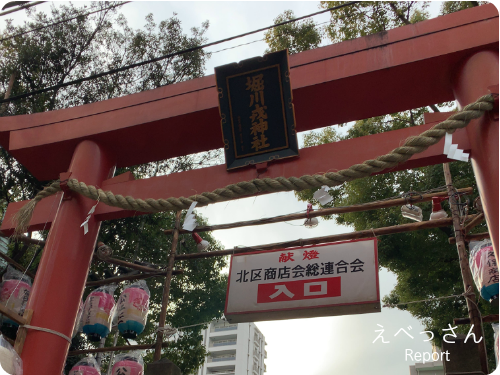 堀川戎神社
献燈
北区商店会総連合会
入口
えべっさん
Report